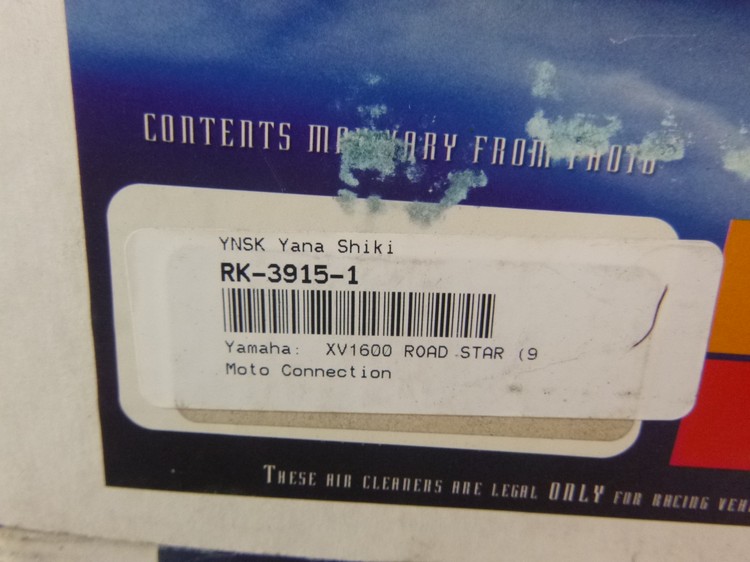 CONTENTS MAY VARY FROM PHOTO
YNSK Yana Shiki
RK-3915-1
Yamaha: XV1600 ROAD STAR (9
Moto Connection
THESE AIR CLEANERS ARE LEGAL ONLY FOR RACING